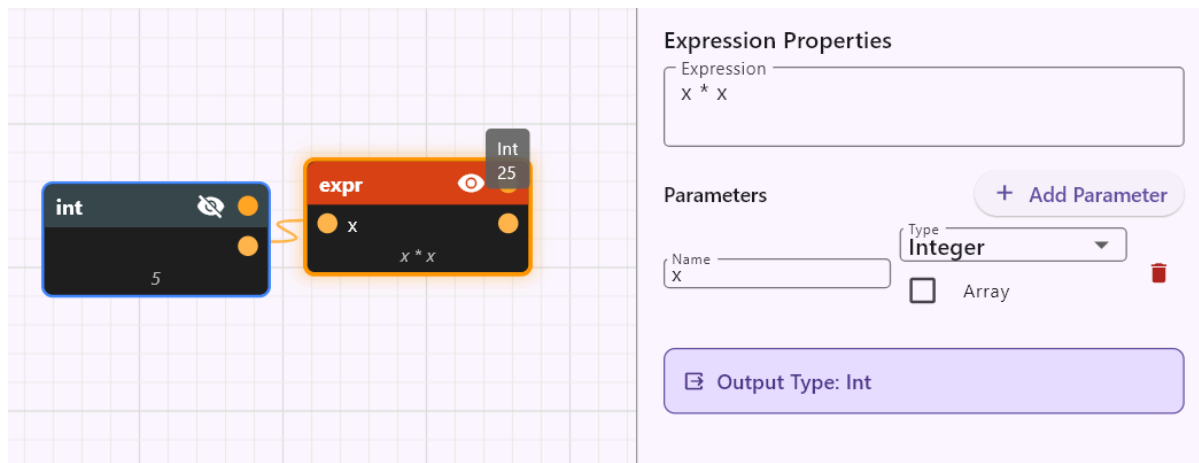 int
5
expr
x
x * x
Int
25
Expression Properties
Expression
x * x
Parameters
+ Add Parameter
Name
x
Type
Integer
Array
Output Type: Int